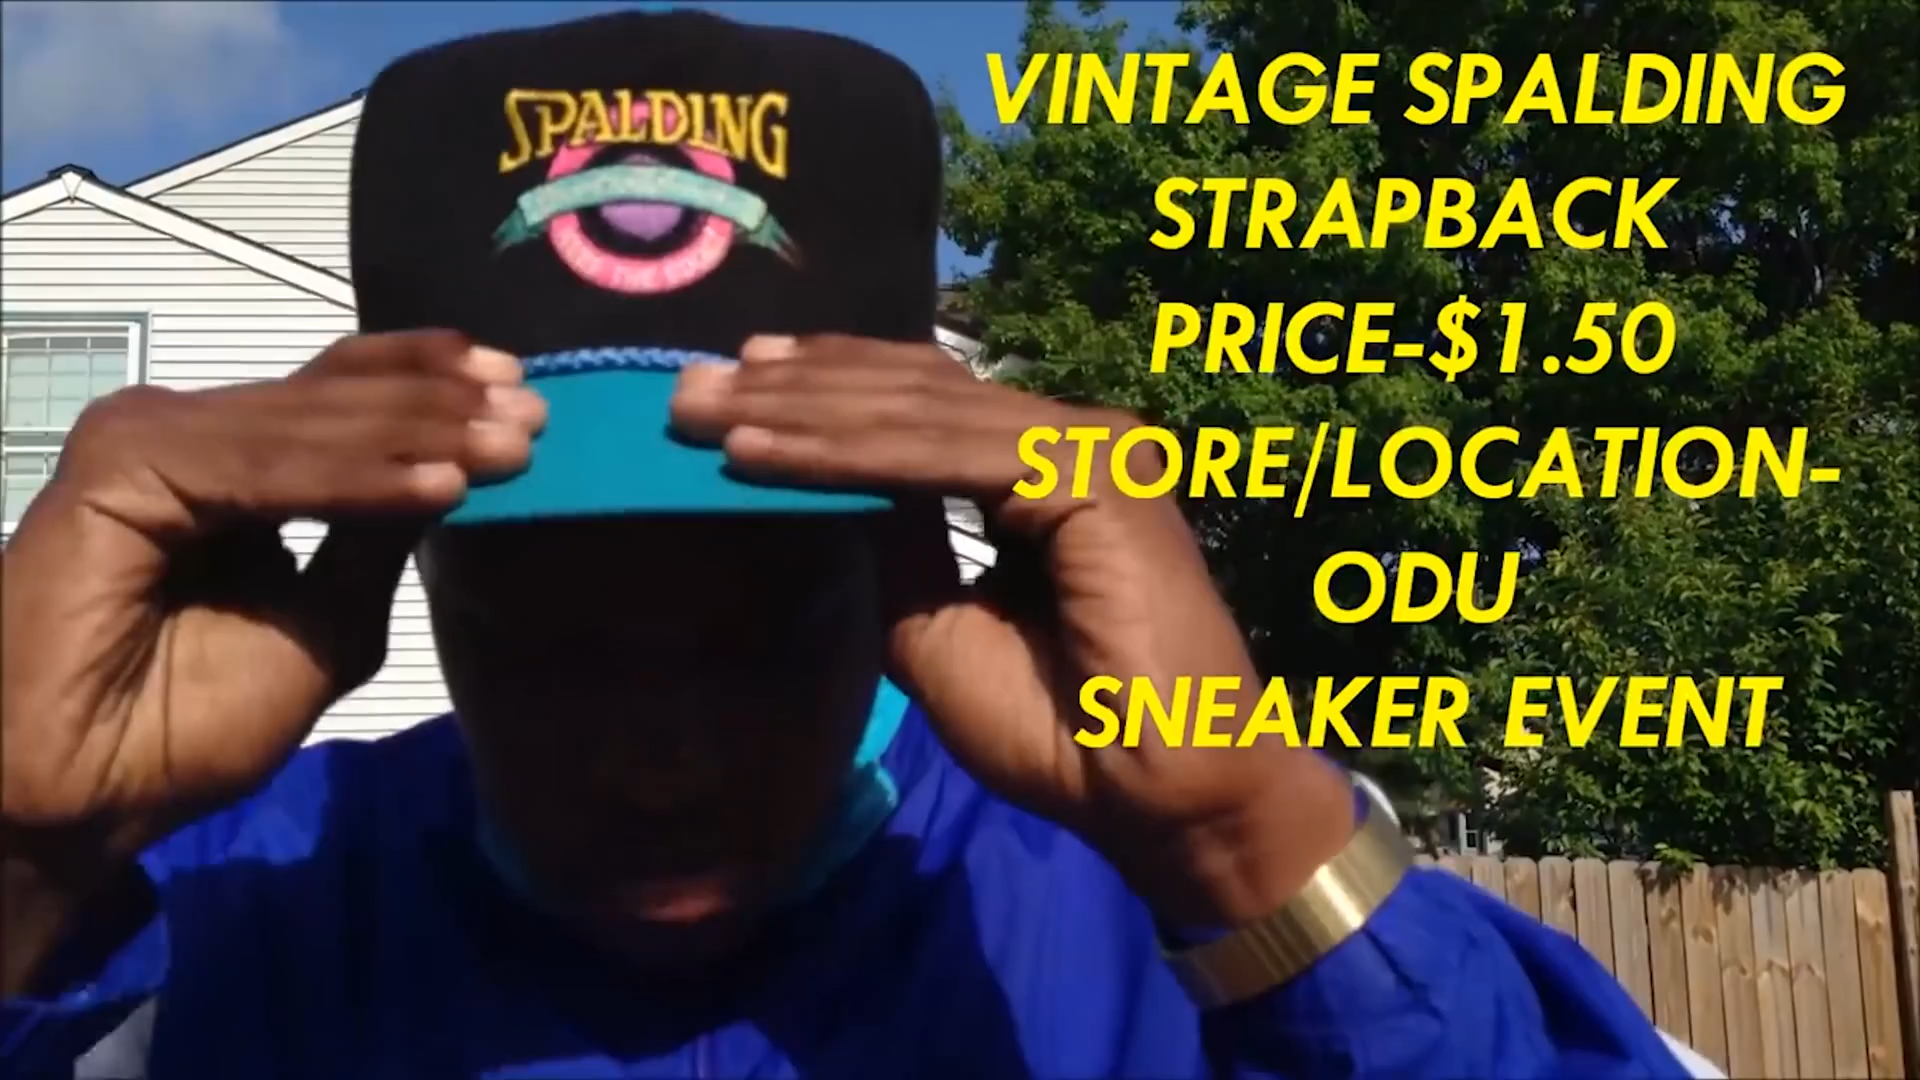 SPALDING
VINTAGE SPALDING
STRAPBACK
PRICE-$1.50
STORE/LOCATION-
ODU
SNEAKER EVENT